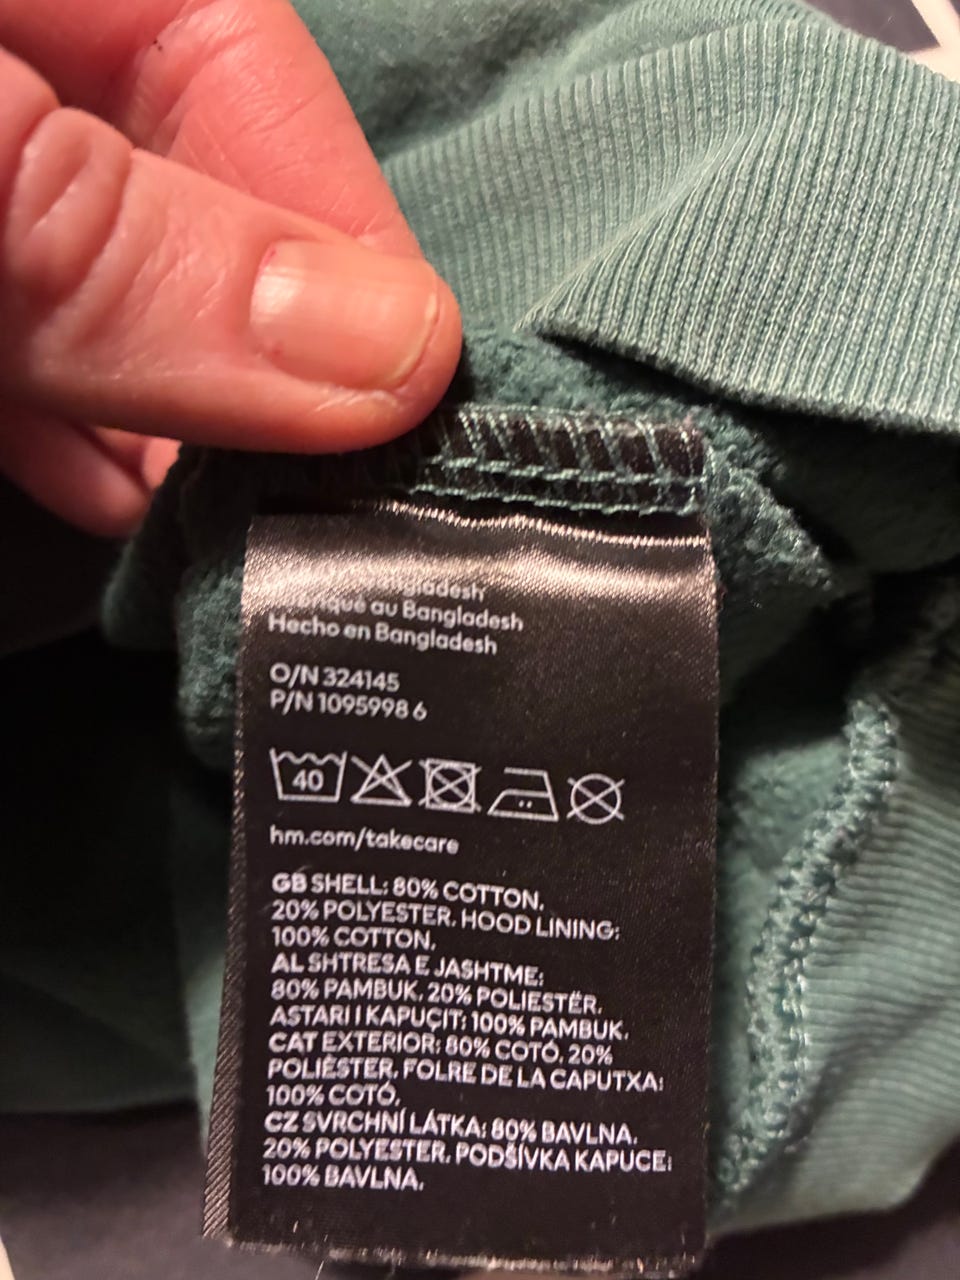 Bangladesh
Fabriqué au Bangladesh
Hecho en Bangladesh
O/N 324145
P/N 1095998 6
40
hm.com/takecare
GB SHELL: 80% COTTON,
20% POLYESTER. HOOD LINING:
100% COTTON.
AL SHTRESA E JASHTME:
80% PAMBUK, 20% POLIESTËR.
ASTARI I KAPUÇIT: 100% PAMBUK.
CAT EXTERIOR: 80% COTÓ, 20%
POLIÈSTER. FOLRE DE LA CAPUTXA:
100% COTÓ.
CZ SVRCHNÍ LÁTKA: 80% BAVLNA,
20% POLYESTER. PODŠÍVKA KAPUCE:
100% BAVLNA.